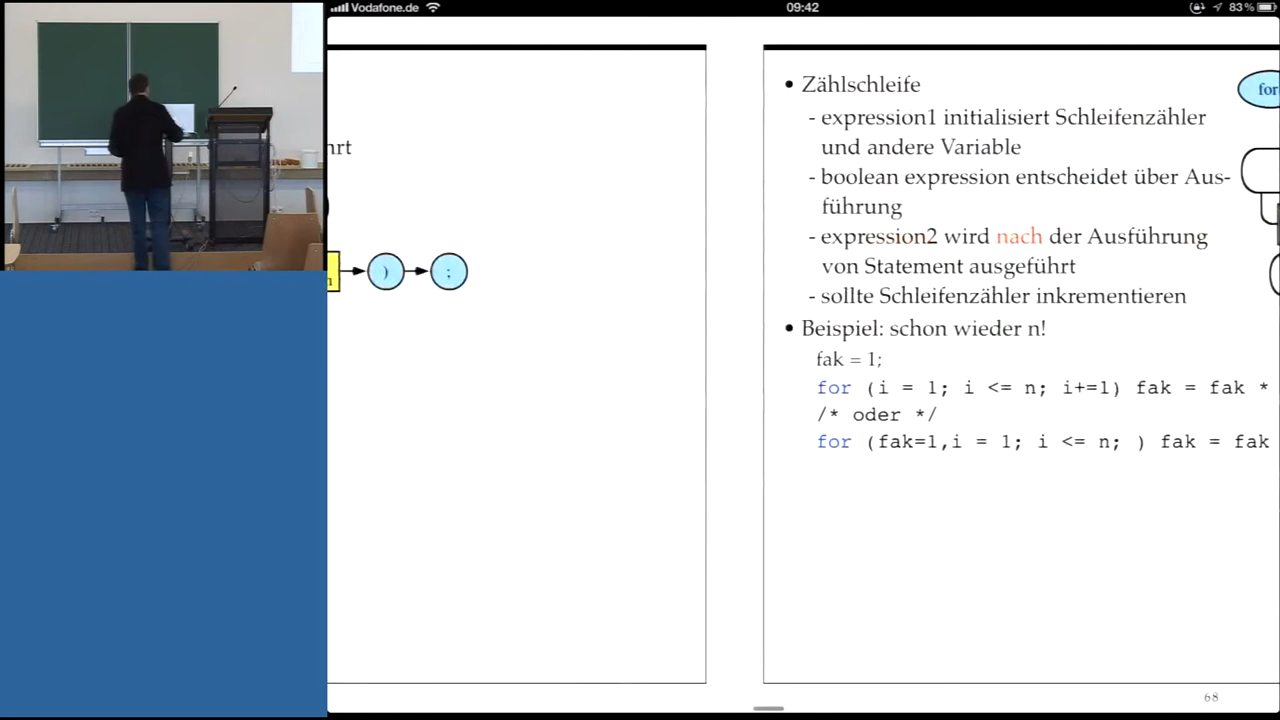 Vodafone.de
09:42
83%
hrt
)
;
• Zählschleife
- expression1 initialisiert Schleifenzähler
und andere Variable
- boolean expression entscheidet über Aus-
führung
- expression2 wird nach der Ausführung
von Statement ausgeführt
- sollte Schleifenzähler inkrementieren
• Beispiel: schon wieder n!
fak = 1;
for (i = 1; i <= n; i+=1) fak = fak *
/* oder */
for (fak=1,i = 1; i <= n; ) fak = fak
for
68